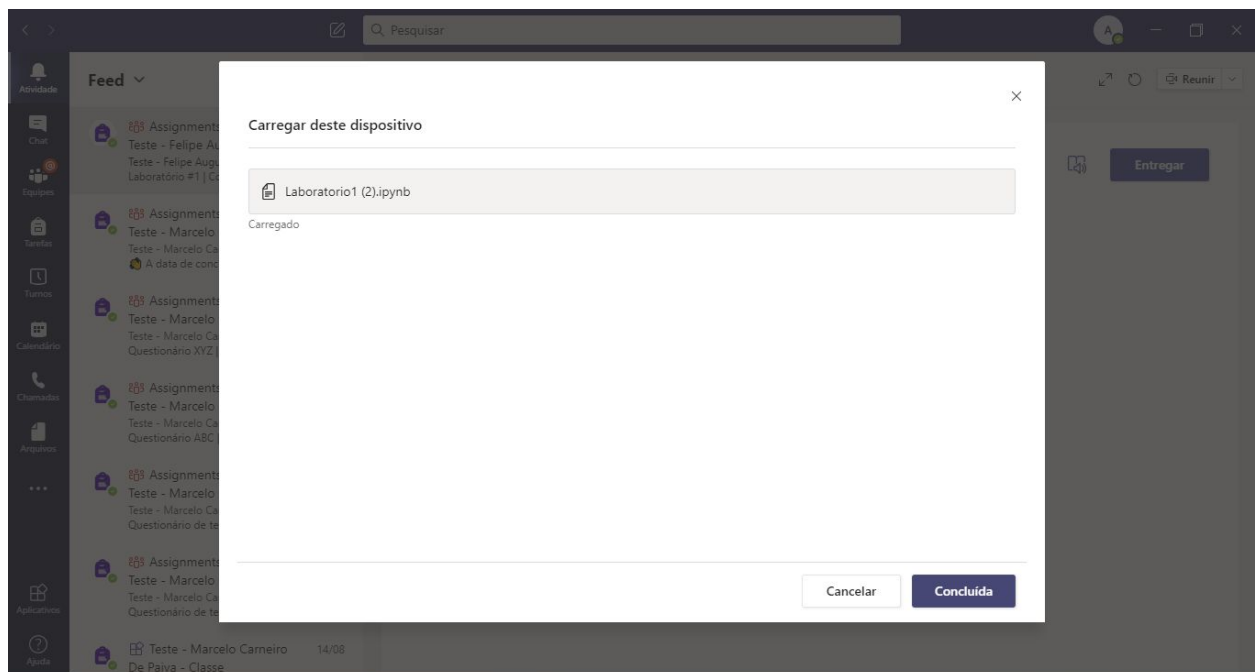 Pesquisar
A
Atividade
Chat
Equipes
Tarefas
Turnos
Calendário
Chamadas
Arquivos
Aplicativos
Ajuda
Feed
Assignments
Teste - Felipe Au
Teste - Felipe Augu
Laboratório #1 | Co
Assignments
Teste - Marcelo
Teste - Marcelo Ca
A data de conc
Assignments
Teste - Marcelo
Teste - Marcelo Ca
Questionário XYZ |
Assignments
Teste - Marcelo
Teste - Marcelo Ca
Questionário ABC |
Assignments
Teste - Marcelo
Teste - Marcelo Ca
Questionário de te
Assignments
Teste - Marcelo
Teste - Marcelo Ca
Questionário de te
Teste - Marcelo Carneiro 14/08
De Paiva - Classe
Reunir
Entregar
Carregar deste dispositivo
Laboratorio1 (2).ipynb
Carregado
Cancelar
Concluída